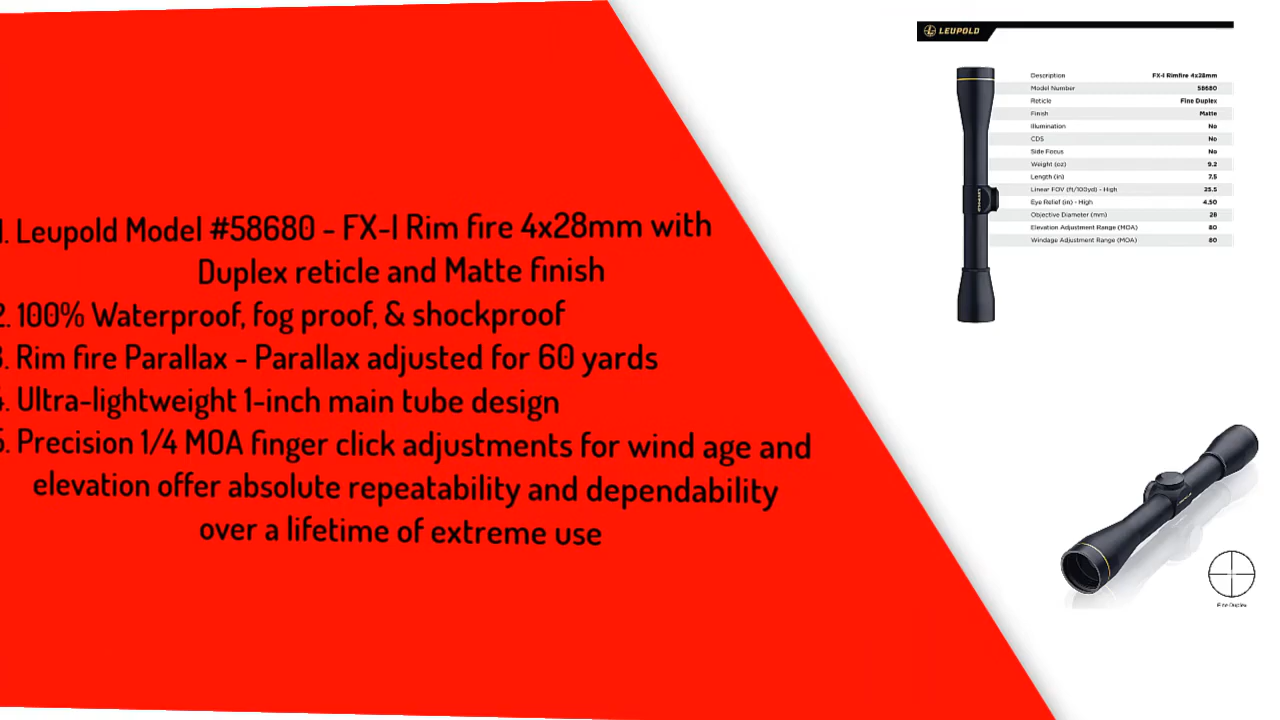 1. Leupold Model #58680 - FX-I Rim fire 4x28mm with
Duplex reticle and Matte finish
2. 100% Waterproof, fog proof, & shockproof
3. Rim fire Parallax - Parallax adjusted for 60 yards
4. Ultra-lightweight 1-inch main tube design
5. Precision 1/4 MOA finger click adjustments for wind age and
elevation offer absolute repeatability and dependability
over a lifetime of extreme use
LEUPOLD
Description FX-I Rimfire 4x28mm
Model Number 58680
Reticle Fine Duplex
Finish Matte
Illumination No
CDS No
Side Focus No
Weight (oz) 9.2
Length (in) 7.5
Linear FOV (ft/100yd) - High 25.5
Eye Relief (in) - High 4.50
Objective Diameter (mm) 28
Elevation Adjustment Range (MOA) 80
Windage Adjustment Range (MOA) 80
Fine Duplex